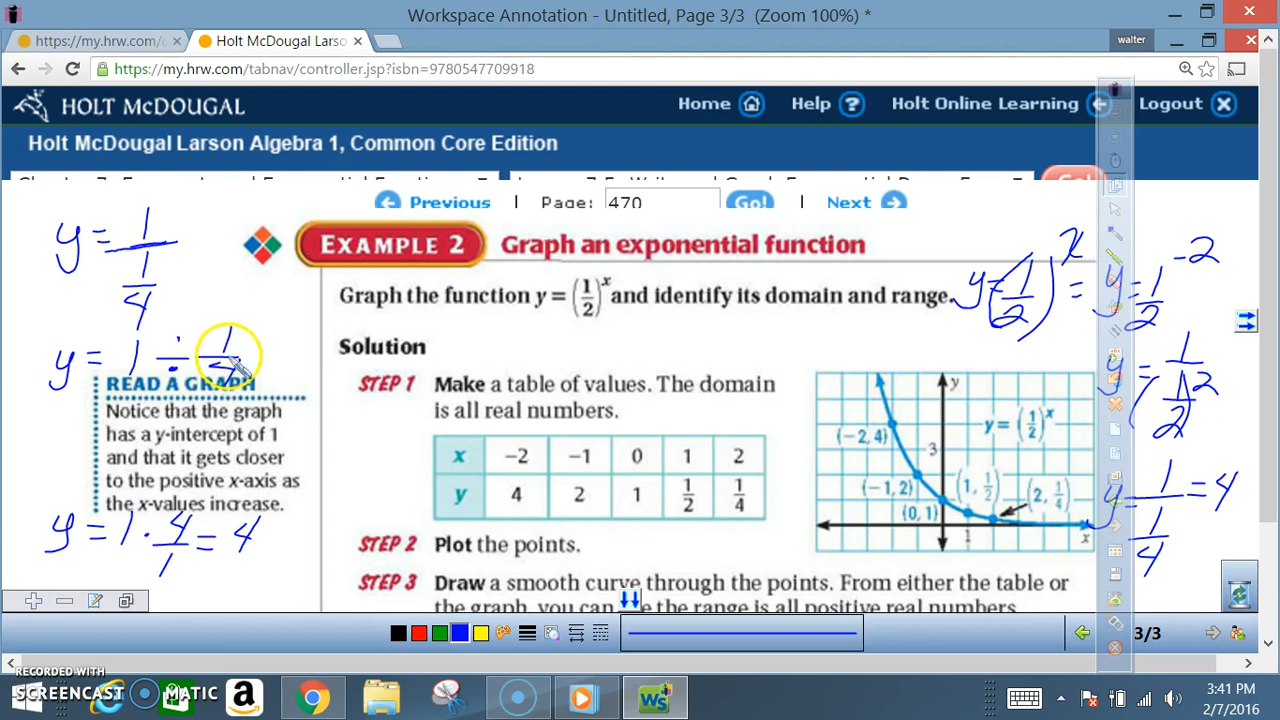 Workspace Annotation - Untitled, Page 3/3 (Zoom 100%) *
https://my.hrw.com/
Holt McDougal Larso
walter
https://my.hrw.com/tabnav/controller.jsp?isbn=9780547709918
HOLT McDOUGAL
Home
Help
Holt Online Learning
Logout
Holt McDougal Larson Algebra 1, Common Core Edition
Previous | Page: 470 Go! | Next
EXAMPLE 2 Graph an exponential function
Graph the function y = (1/2)^x and identify its domain and range.
Solution
STEP 1 Make a table of values. The domain
is all real numbers.
x -2 -1 0 1 2
y 4 2 1 1/2 1/4
STEP 2 Plot the points.
STEP 3 Draw a smooth curve through the points. From either the table or
the graph, you can see the range is all positive real numbers.
y
y = (1/2)^x
(-2, 4)
3
(-1, 2)
(1, 1/2)
(2, 1/4)
(0, 1)
1
x
READ A GRAPH
Notice that the graph
has a y-intercept of 1
and that it gets closer
to the positive x-axis as
the x-values increase.
y = 1/(1/4)
y = 1 ÷ 1/4
y = 1 · 4/1 = 4
y = (1/2)^x = y = 1/2^-2
y = 1/(1/2)^2
y = 1/(1/4) = 4
3/3
RECORDED WITH
SCREENCAST MATIC
3:41 PM
2/7/2016